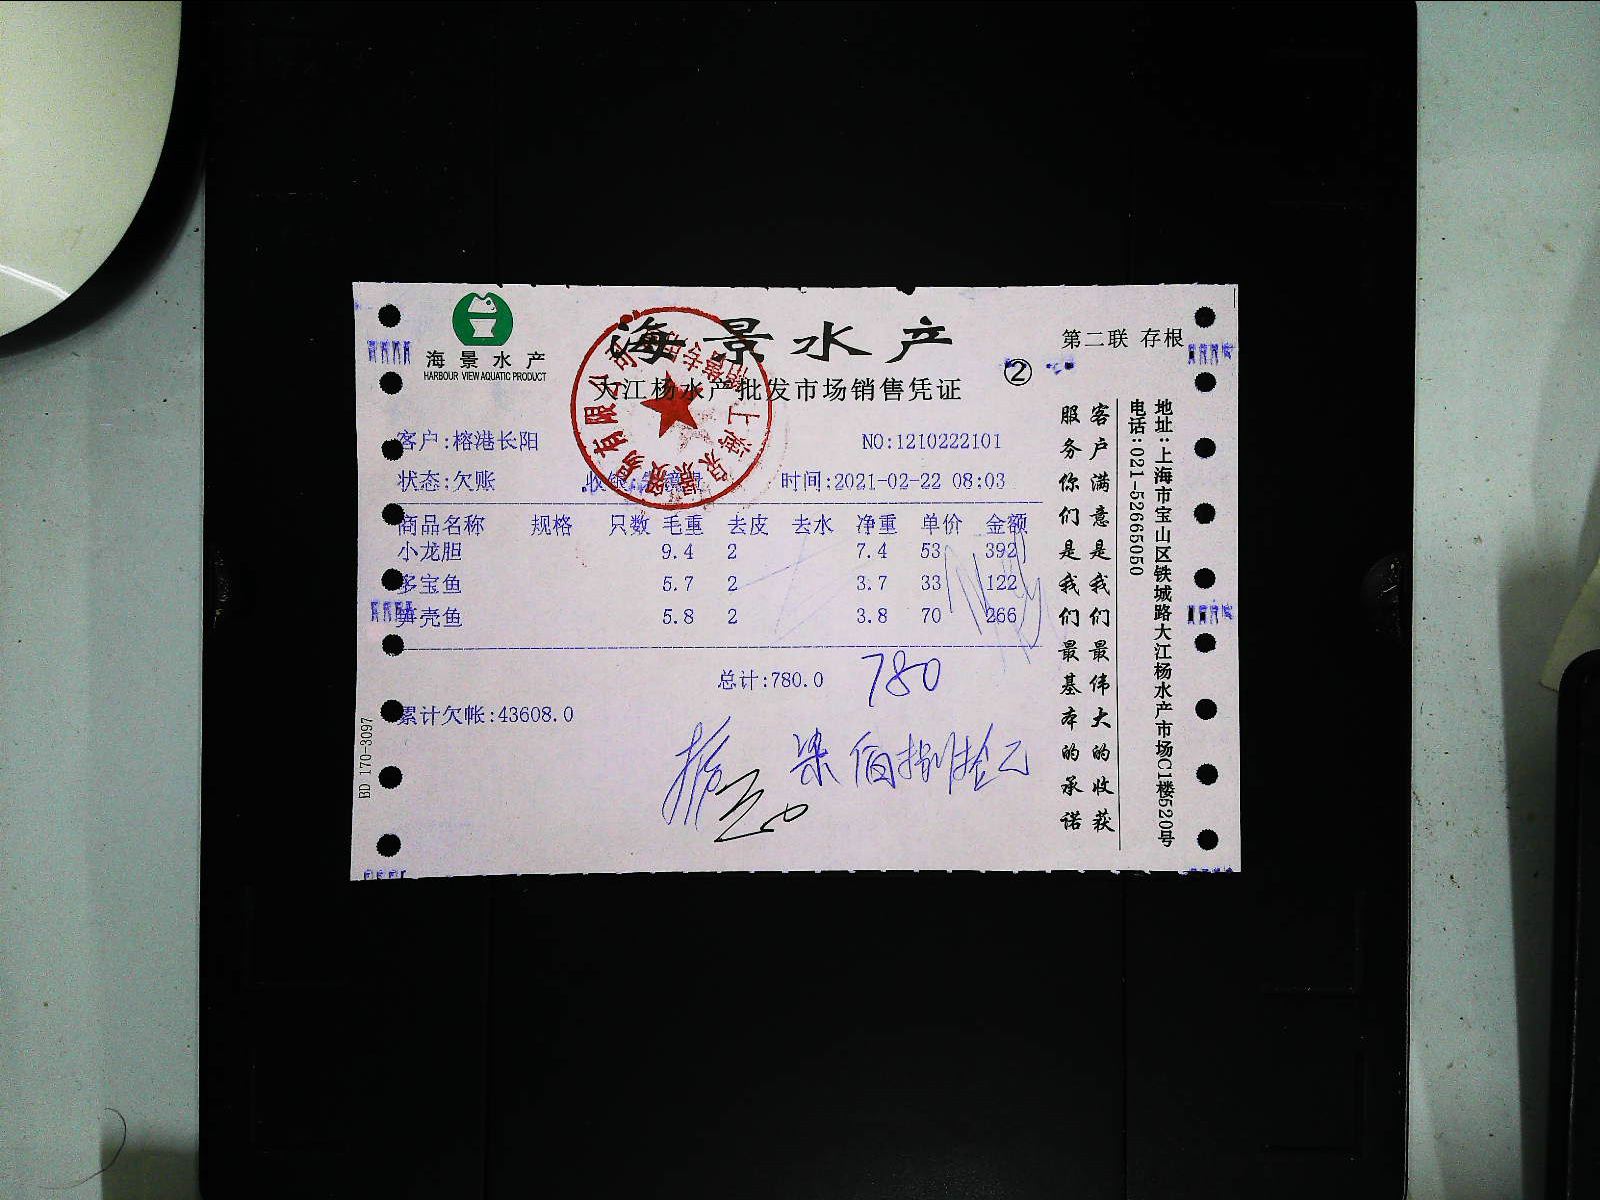 海景水产
HARBOUR VIEW AQUATIC PRODUCT
海景水产
大江杨水产批发市场销售凭证
第二联 存根
②
客户:榕港长阳 NO:1210222101
状态:欠账 收银: 时间:2021-02-22 08:03
商品名称 规格 只数 毛重 去皮 去水 净重 单价 金额
小龙胆 9.4 2 7.4 53 392
多宝鱼 5.7 2 3.7 33 122
笋壳鱼 5.8 2 3.8 70 266
总计:780.0 780
累计欠帐:43608.0
柒佰捌拾元
客户满意是我们最伟大的收获
服务你们是我们最基本的承诺
地址:上海市宝山区铁城路大江杨水产市场C1楼520号
电话:021-52665050
BD 170-3097